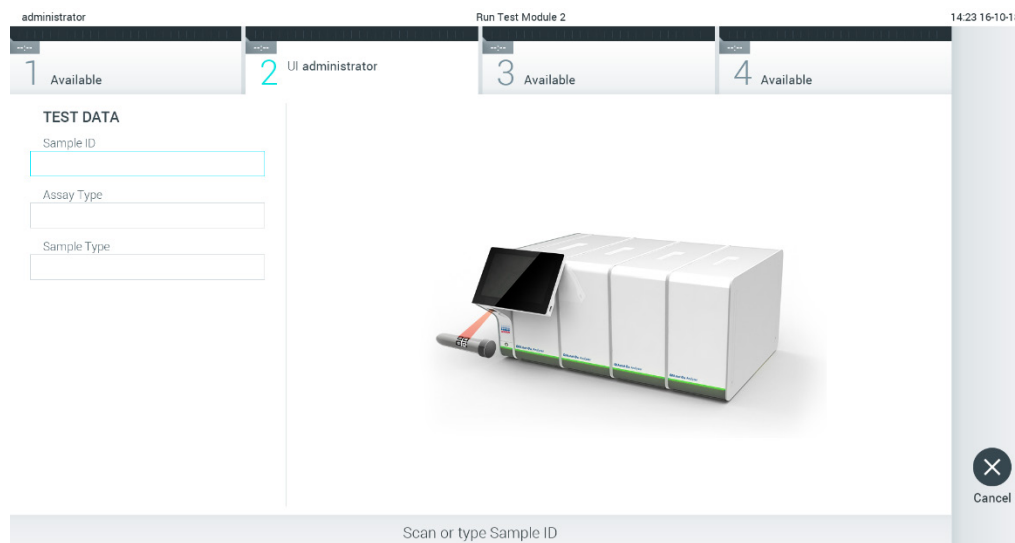 administrator
Run Test Module 2
14:23 16-10-1
--:--
--:--
--:--
--:--
1 Available
2 UI administrator
3 Available
4 Available
TEST DATA
Sample ID
Assay Type
Sample Type
Cancel
Scan or type Sample ID